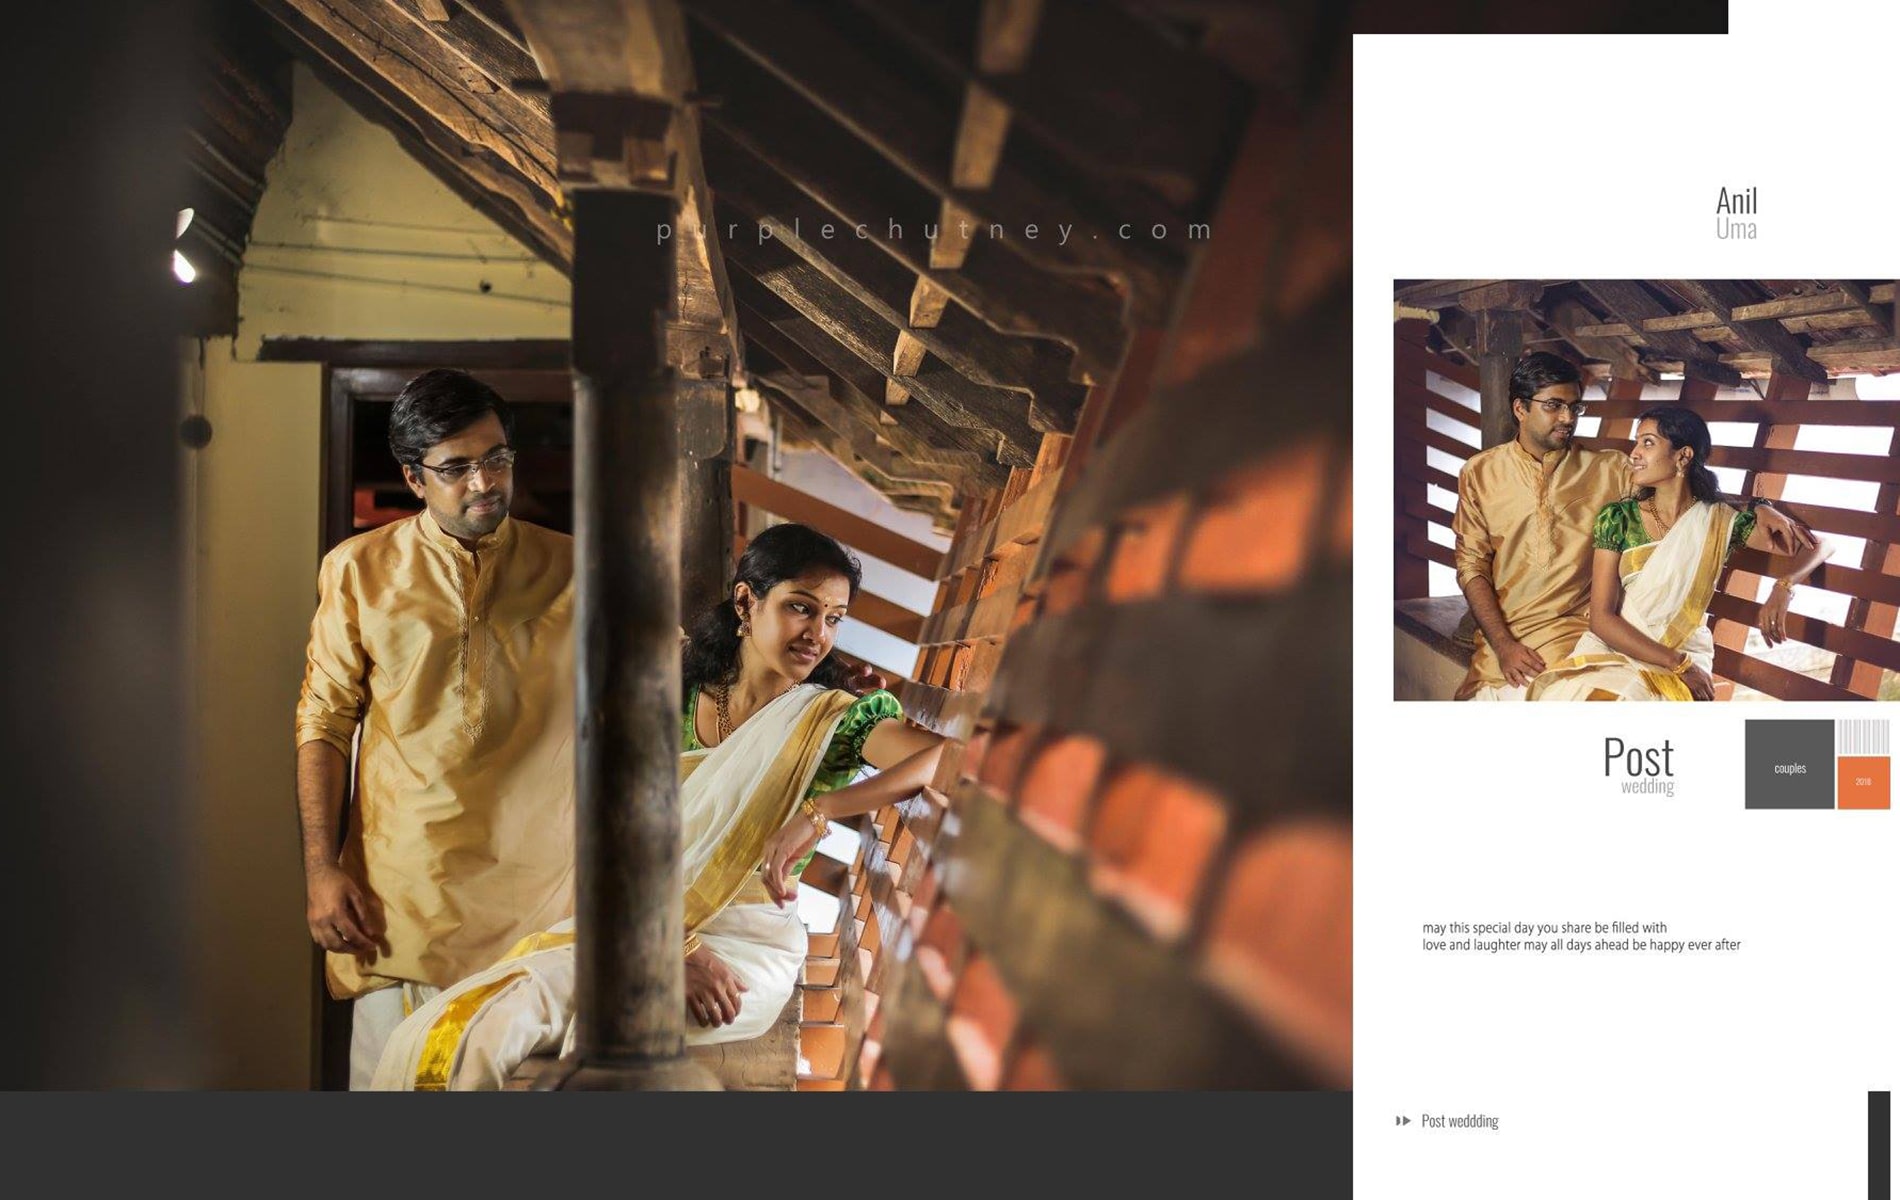 purplechutney.com
Anil
Uma
Post
wedding
couples
2018
may this special day you share be filled with
love and laughter may all days ahead be happy ever after
Post weddding